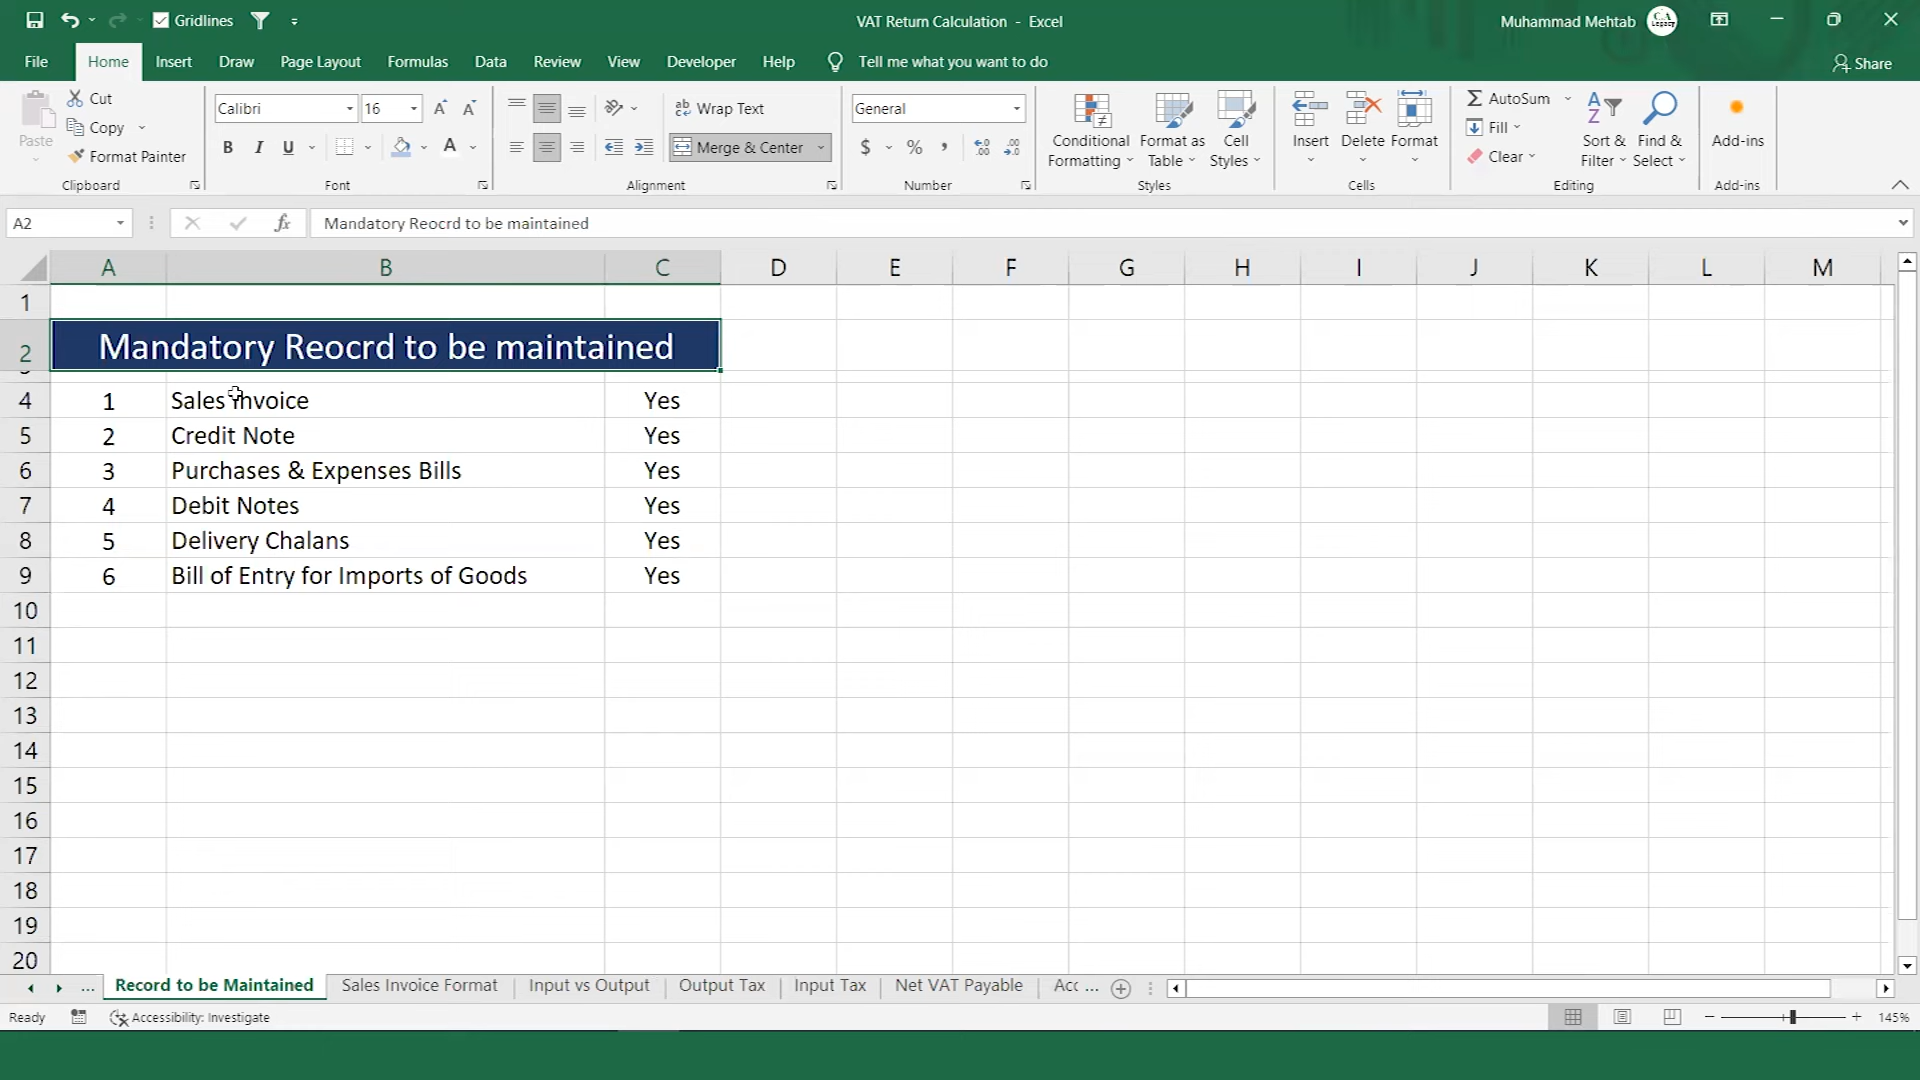 Gridlines
VAT Return Calculation - Excel
Muhammad Mehtab
File Home Insert Draw Page Layout Formulas Data Review View Developer Help Tell me what you want to do Share
Paste
Cut
Copy
Format Painter
Clipboard
Calibri 16
B I U
Font
Wrap Text
Merge & Center
Alignment
General
$ % ,
Number
Conditional Formatting
Format as Table
Cell Styles
Styles
Insert
Delete
Format
Cells
AutoSum
Fill
Clear
Sort & Filter
Find & Select
Editing
Add-ins
Add-ins
A2 fx Mandatory Reocrd to be maintained
A B C D E F G H I J K L M
1
2 Mandatory Reocrd to be maintained
4 1 Sales Invoice Yes
5 2 Credit Note Yes
6 3 Purchases & Expenses Bills Yes
7 4 Debit Notes Yes
8 5 Delivery Chalans Yes
9 6 Bill of Entry for Imports of Goods Yes
10
11
12
13
14
15
16
17
18
19
20
... Record to be Maintained Sales Invoice Format Input vs Output Output Tax Input Tax Net VAT Payable Acc ...
Ready Accessibility: Investigate 145%